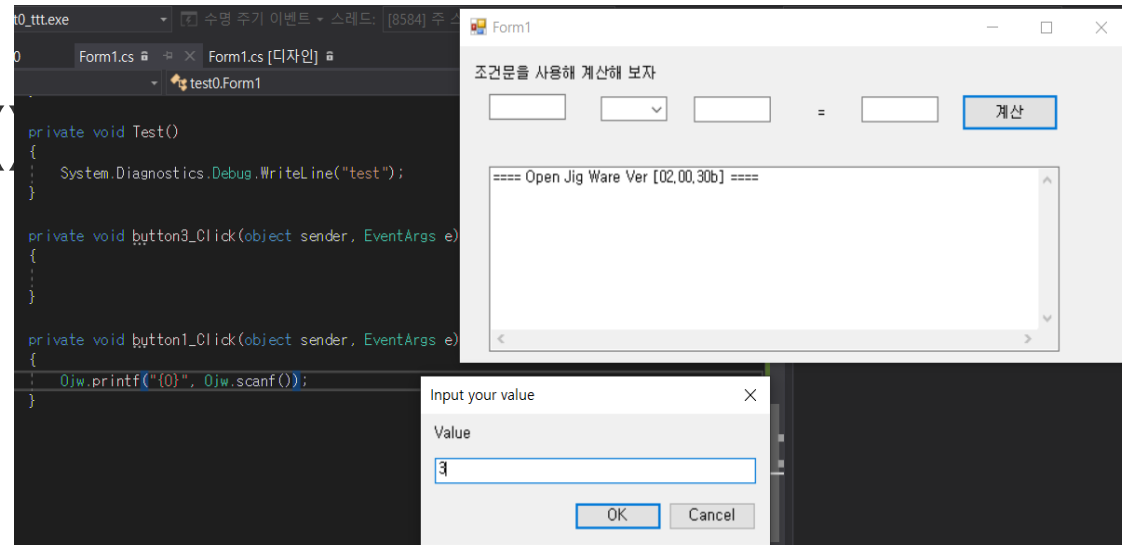 t0_ttt.exe
수명 주기 이벤트
스레드:
[8584] 주 스
0
Form1.cs
Form1.cs [디자인]
test0.Form1
private void Test()
{
System.Diagnostics.Debug.WriteLine("test");
}
private void button3_Click(object sender, EventArgs e)
{
}
private void button1_Click(object sender, EventArgs e)
{
Ojw.printf("{0}", Ojw.scanf());
}
Form1
조건문을 사용해 계산해 보자
=
계산
==== Open Jig Ware Ver [02,00,30b] ====
Input your value
Value
3
OK
Cancel